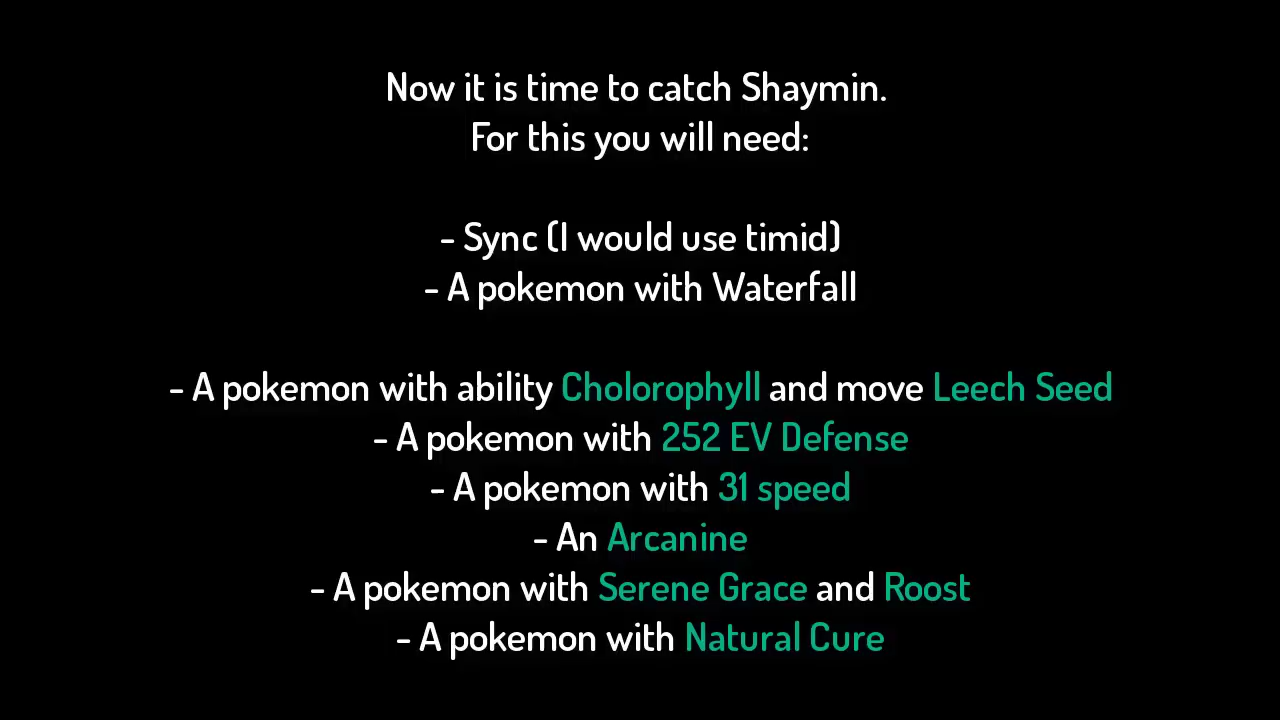 Now it is time to catch Shaymin.
For this you will need:
- Sync (I would use timid)
- A pokemon with Waterfall
- A pokemon with ability Cholorophyll and move Leech Seed
- A pokemon with 252 EV Defense
- A pokemon with 31 speed
- An Arcanine
- A pokemon with Serene Grace and Roost
- A pokemon with Natural Cure